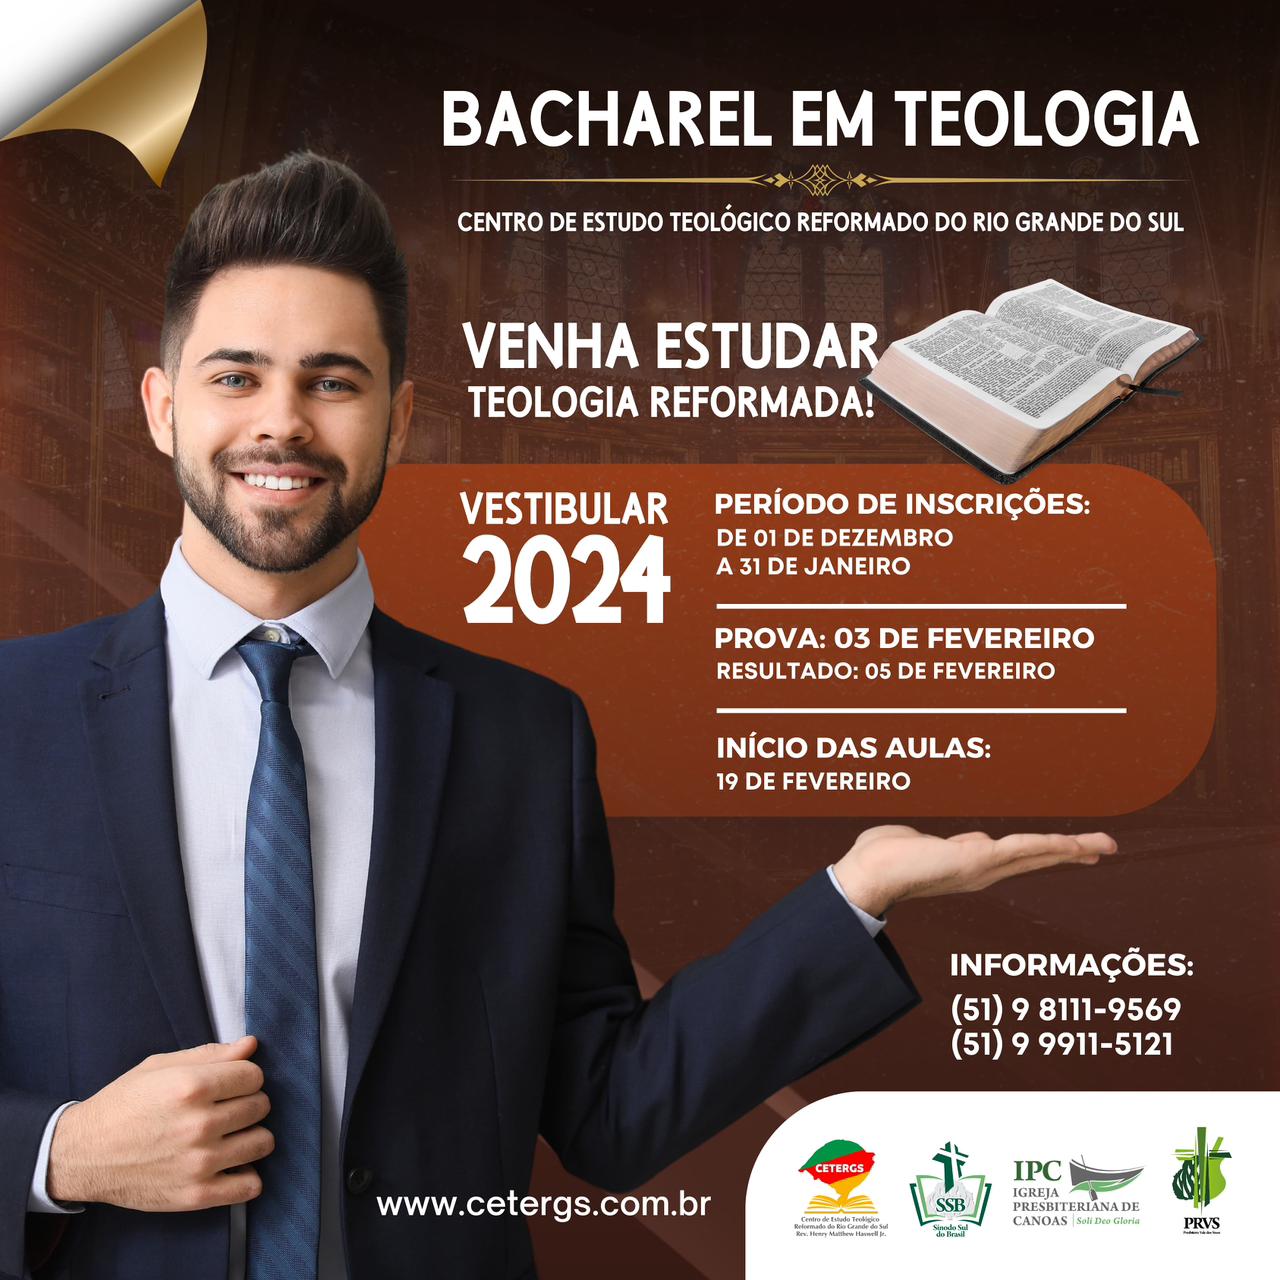 BACHAREL EM TEOLOGIA
CENTRO DE ESTUDO TEOLÓGICO REFORMADO DO RIO GRANDE DO SUL
VENHA ESTUDAR
TEOLOGIA REFORMADA!
VESTIBULAR
2024
PERÍODO DE INSCRIÇÕES:
DE 01 DE DEZEMBRO
A 31 DE JANEIRO
PROVA: 03 DE FEVEREIRO
RESULTADO: 05 DE FEVEREIRO
INÍCIO DAS AULAS:
19 DE FEVEREIRO
INFORMAÇÕES:
(51) 9 8111-9569
(51) 9 9911-5121
www.cetergs.com.br
CETERGS
Centro de Estudo Teológico
Reformado do Rio Grande do Sul
Rev. Henry Matthew Haswell Jr.
SSB
Sínodo Sul
do Brasil
IPC
IGREJA
PRESBITERIANA DE
CANOAS | Soli Deo Gloria
PRVS